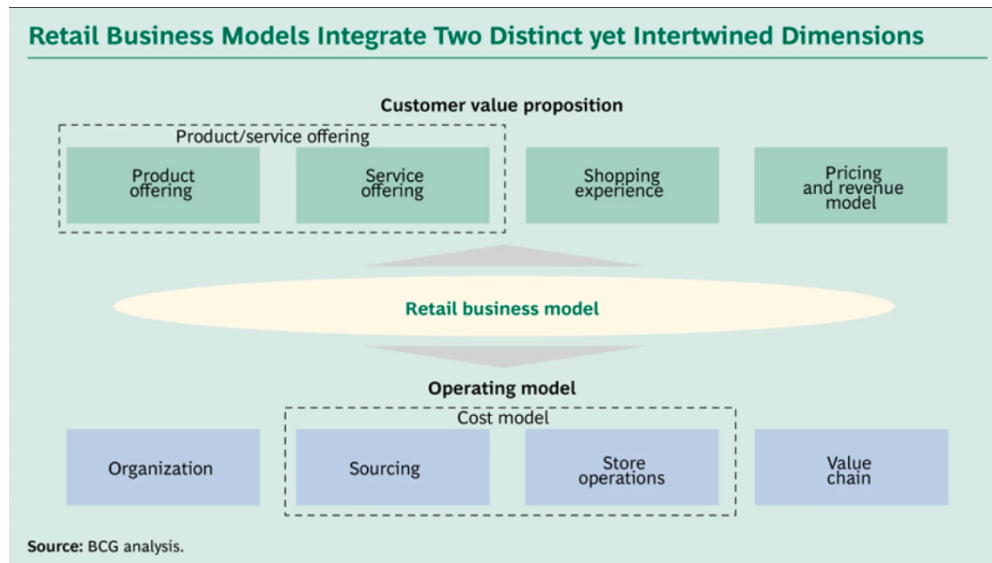 Retail Business Models Integrate Two Distinct yet Intertwined Dimensions
Customer value proposition
Product/service offering
Product
offering
Service
offering
Shopping
experience
Pricing
and revenue
model
Retail business model
Operating model
Cost model
Organization
Sourcing
Store
operations
Value
chain
Source: BCG analysis.